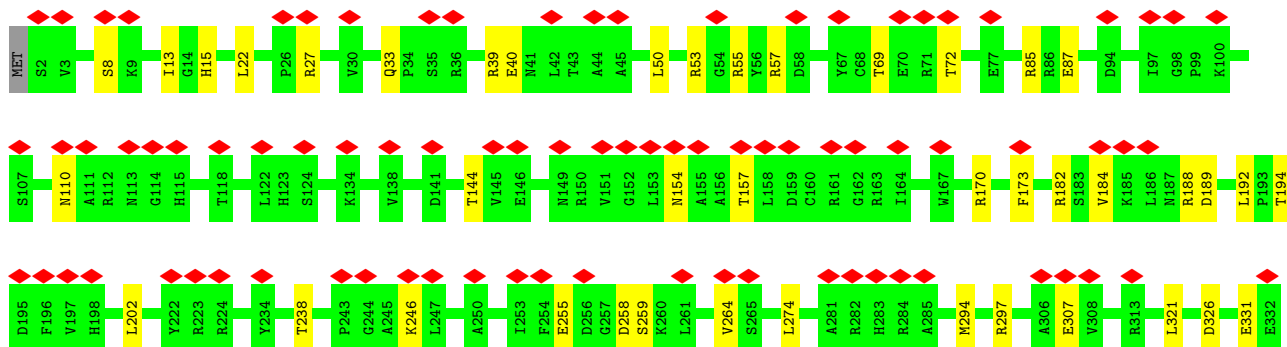 MET S2 V3 S8 K9 I13 G14 H15 L22 P26 R27 V30 Q33 P34 S35 R36 R39 E40 N41 L42 T43 A44 A45 L50 R53 G54 R55 Y56 R57 D58 Y67 C68 T69 E70 R71 T72 E77 R85 R86 E87 D94 I97 G98 P99 K100
S107 N110 A111 R112 N113 G114 H115 T118 L122 H123 S124 K134 V138 D141 T144 V145 E146 N149 R150 V151 G152 L153 N154 A155 A156 T157 L158 D159 C160 R161 G162 R163 I164 W167 R170 F173 R182 S183 V184 K185 L186 N187 R188 D189 L192 P193 T194
D195 F196 V197 H198 L202 Y222 R223 R224 Y234 T238 P243 G244 A245 K246 L247 A250 I253 F254 E255 D256 G257 D258 S259 K260 L261 V264 S265 L274 A281 R282 H283 R284 A285 M294 R297 A306 E307 V308 R313 L321 D326 E331 E332